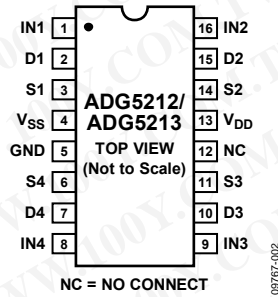 IN1 1 16 IN2
D1 2 15 D2
S1 3 14 S2
VSS 4 13 VDD
GND 5 12 NC
S4 6 11 S3
D4 7 10 D3
IN4 8 9 IN3
ADG5212/
ADG5213
TOP VIEW
(Not to Scale)
NC = NO CONNECT
09767-002